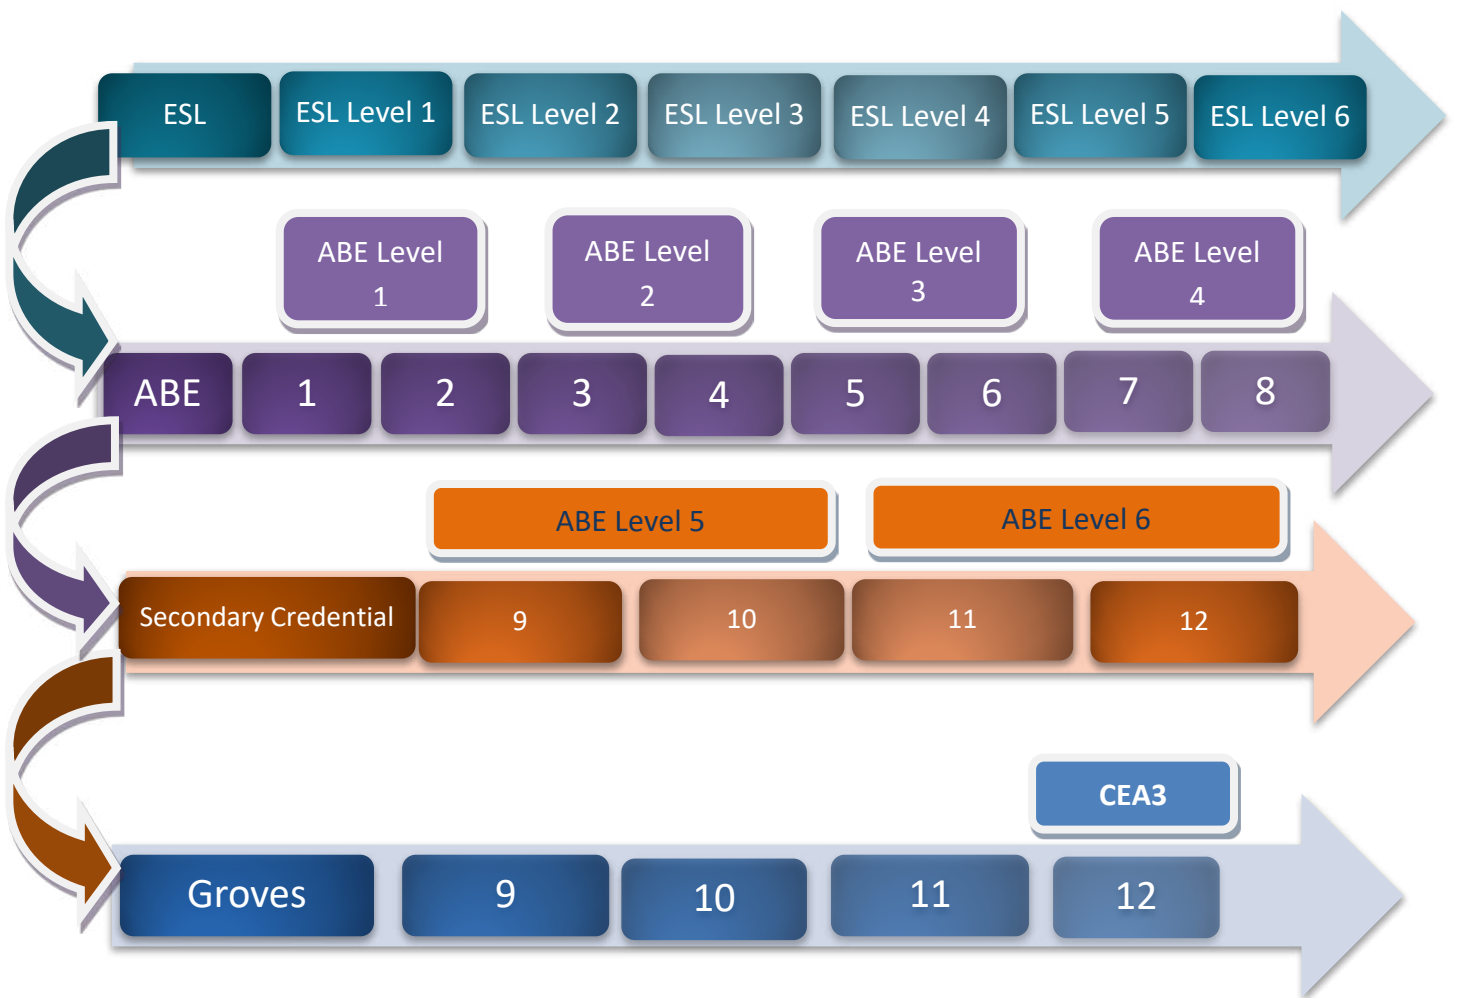 ESL
ESL Level 1
ESL Level 2
ESL Level 3
ESL Level 4
ESL Level 5
ESL Level 6
ABE Level
1
ABE Level
2
ABE Level
3
ABE Level
4
ABE
1
2
3
4
5
6
7
8
ABE Level 5
ABE Level 6
Secondary Credential
9
10
11
12
CEA3
Groves
9
10
11
12